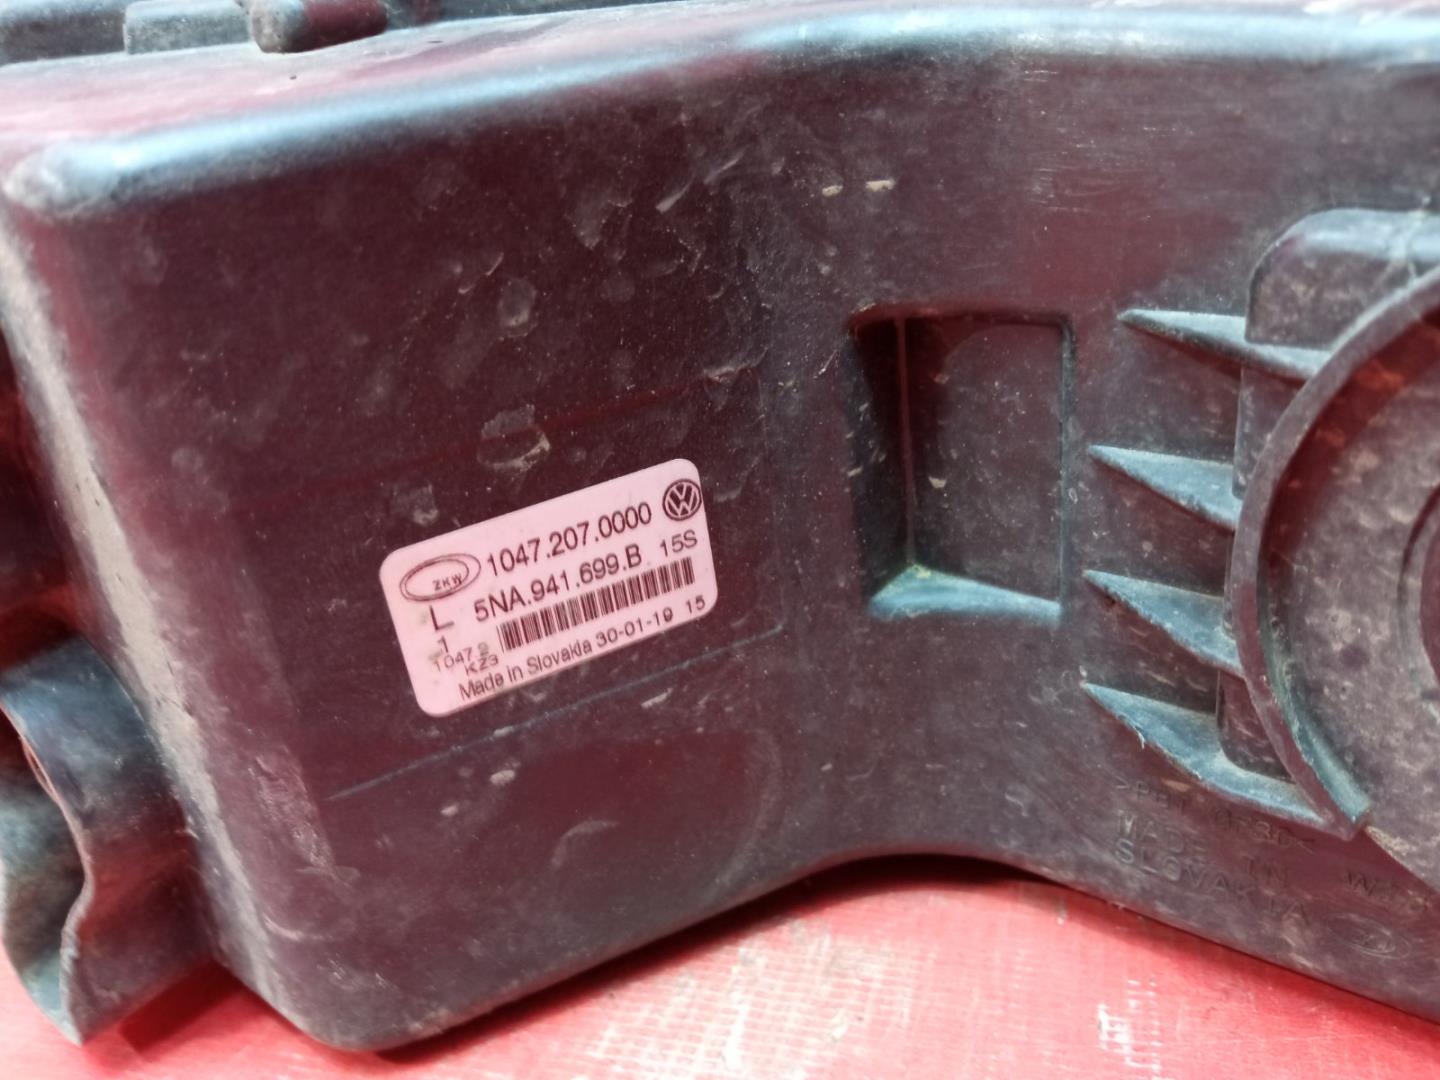 1047.207.0000
ZKW
L 5NA.941.699.B 15S
1
1047
KZ3
Made in Slovakia 30-01-19 15
MADE IN
SLOVAKIA